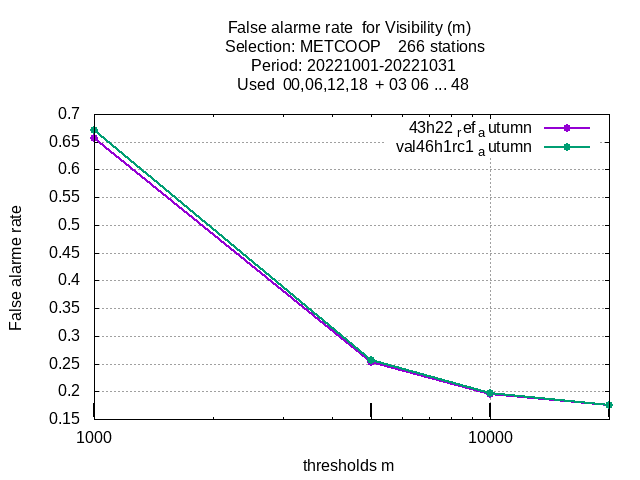 False alarme rate  for Visibility (m)
Selection: METCOOP    266 stations
Period: 20221001-20221031
Used  00,06,12,18  + 03 06 ... 48
43h22 ref autumn
val46h1rc1 autumn
False alarme rate
0.7
0.65
0.6
0.55
0.5
0.45
0.4
0.35
0.3
0.25
0.2
0.15
1000
10000
thresholds m